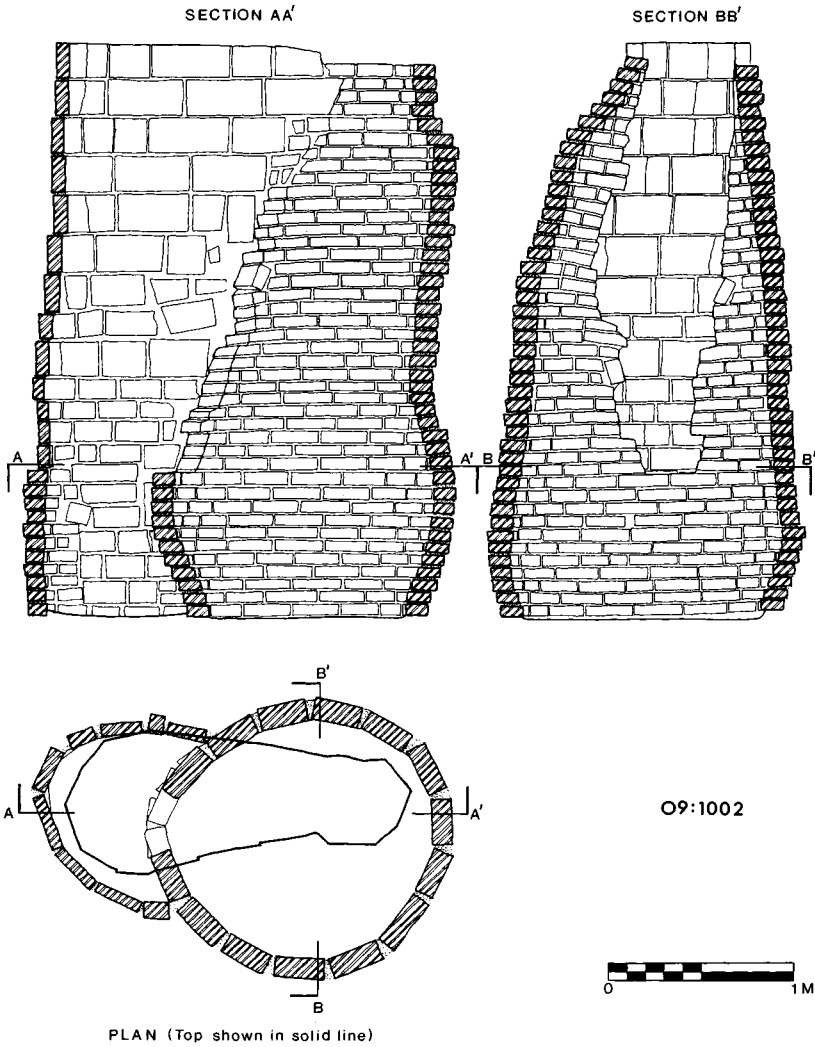 SECTION AA'
SECTION BB'
A
A'
B
B'
B'
A
A'
O9:1002
B
0
1 M
PLAN (Top shown in solid line)